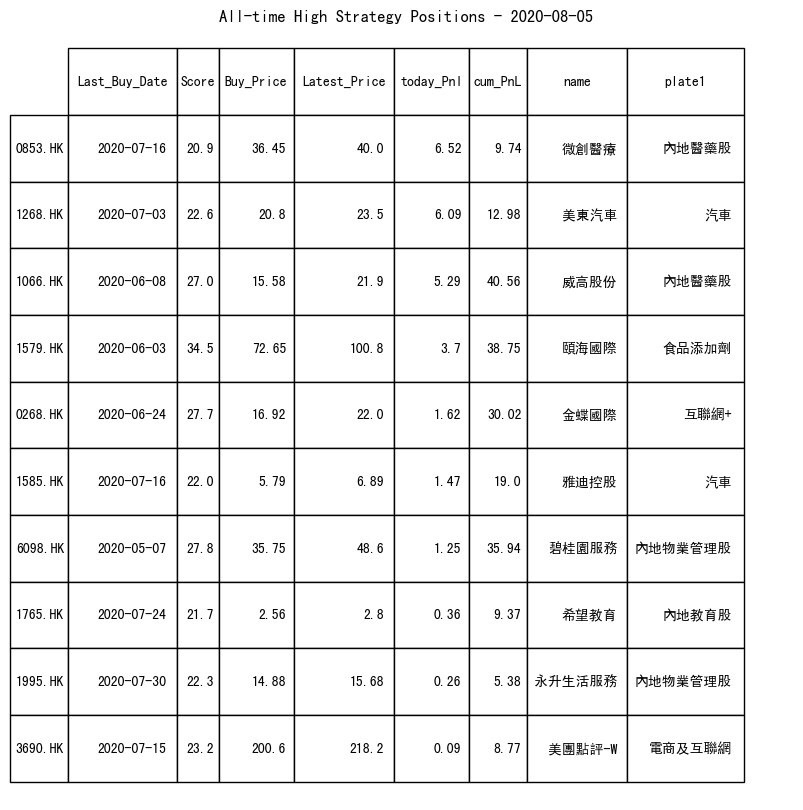 All-time High Strategy Positions - 2020-08-05
Last_Buy_Date Score Buy_Price Latest_Price today_Pnl cum_PnL name plate1
0853.HK 2020-07-16 20.9 36.45 40.0 6.52 9.74 微創醫療 內地醫藥股
1268.HK 2020-07-03 22.6 20.8 23.5 6.09 12.98 美東汽車 汽車
1066.HK 2020-06-08 27.0 15.58 21.9 5.29 40.56 威高股份 內地醫藥股
1579.HK 2020-06-03 34.5 72.65 100.8 3.7 38.75 頤海國際 食品添加劑
0268.HK 2020-06-24 27.7 16.92 22.0 1.62 30.02 金蝶國際 互聯網+
1585.HK 2020-07-16 22.0 5.79 6.89 1.47 19.0 雅迪控股 汽車
6098.HK 2020-05-07 27.8 35.75 48.6 1.25 35.94 碧桂園服務 內地物業管理股
1765.HK 2020-07-24 21.7 2.56 2.8 0.36 9.37 希望教育 內地教育股
1995.HK 2020-07-30 22.3 14.88 15.68 0.26 5.38 永升生活服務 內地物業管理股
3690.HK 2020-07-15 23.2 200.6 218.2 0.09 8.77 美團點評-W 電商及互聯網